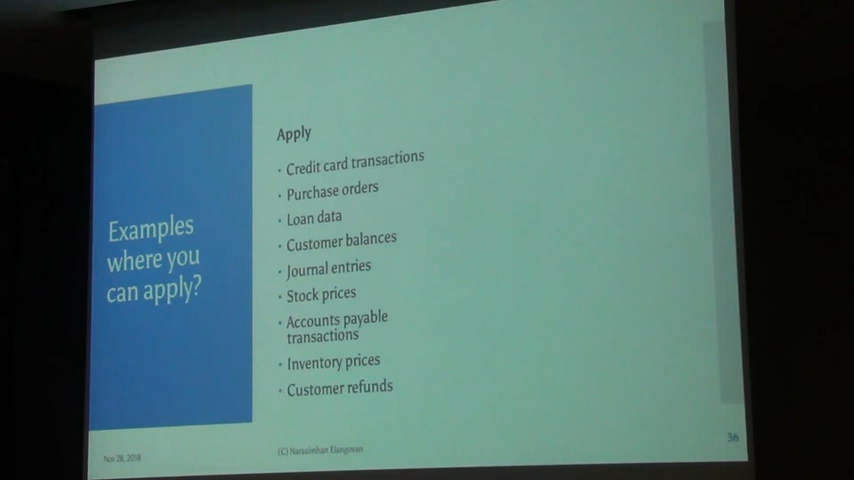 Examples
where you
can apply?
Apply
• Credit card transactions
• Purchase orders
• Loan data
• Customer balances
• Journal entries
• Stock prices
• Accounts payable
transactions
• Inventory prices
• Customer refunds
Nov 28, 2018
(C) Narasimhan Elangovan
36